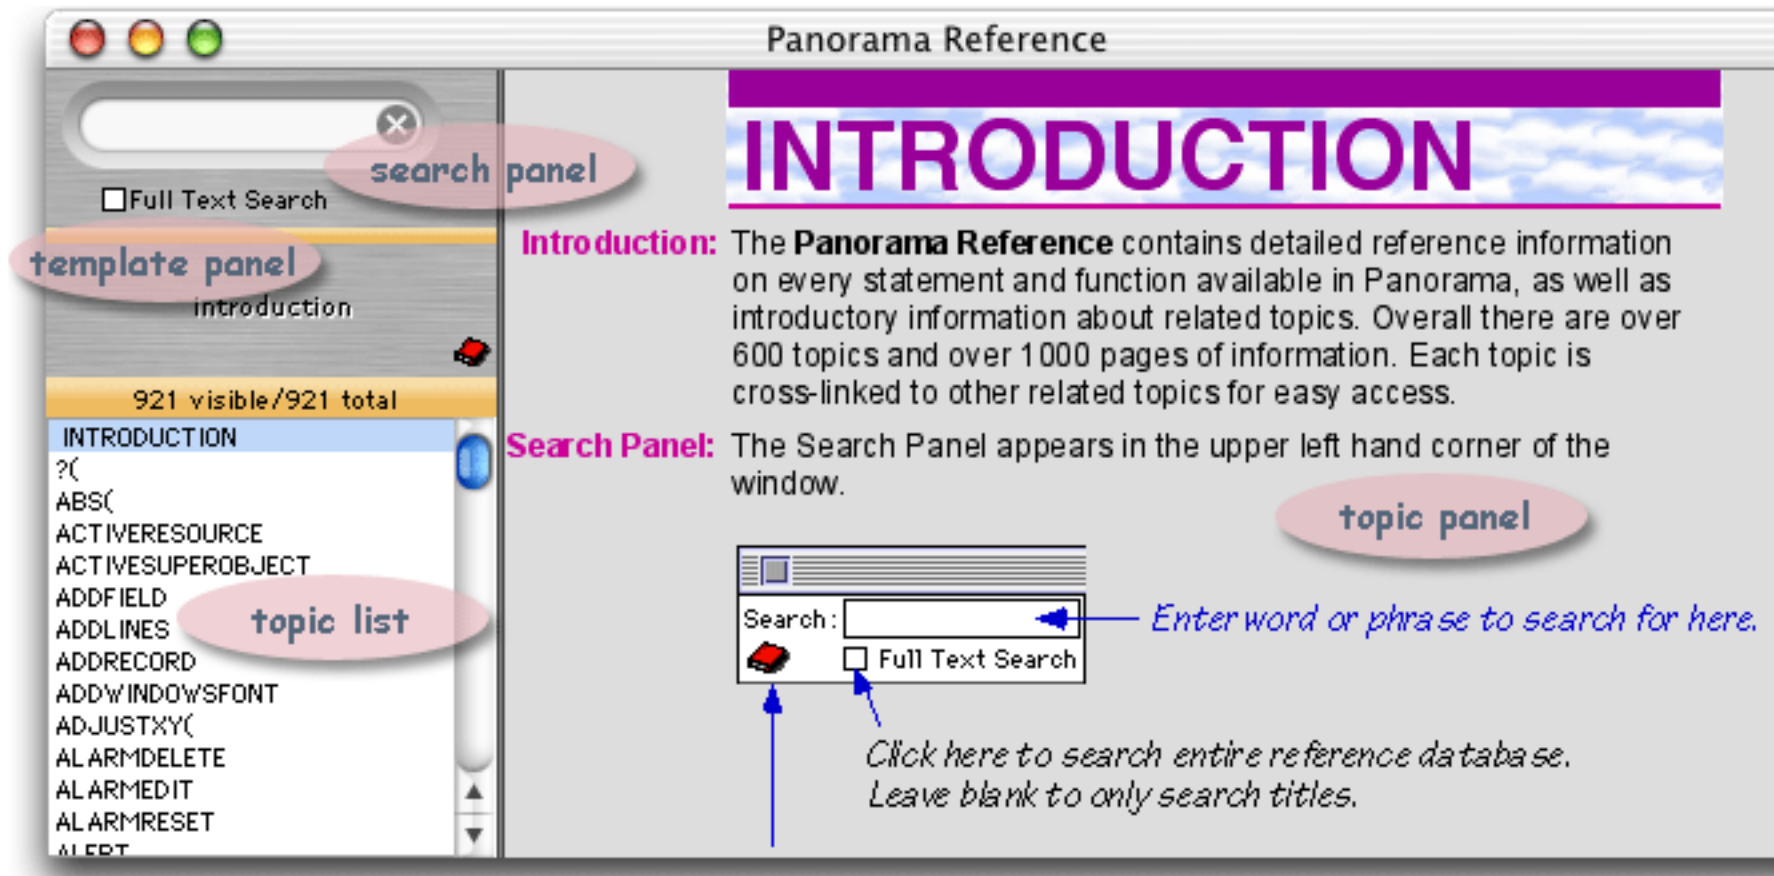 Panorama Reference
search panel
Full Text Search
template panel
introduction
921 visible/921 total
INTRODUCTION
?(
ABS(
ACTIVERESOURCE
ACTIVESUPEROBJECT
ADDFIELD
ADDLINES
ADDRECORD
ADDWINDOWSFONT
ADJUSTXY(
ALARMDELETE
ALARMEDIT
ALARMRESET
ALERT
topic list
INTRODUCTION
Introduction: The Panorama Reference contains detailed reference information
on every statement and function available in Panorama, as well as
introductory information about related topics. Overall there are over
600 topics and over 1000 pages of information. Each topic is
cross-linked to other related topics for easy access.
Search Panel: The Search Panel appears in the upper left hand corner of the
window.
topic panel
Search: Enter word or phrase to search for here.
Full Text Search
Click here to search entire reference database.
Leave blank to only search titles.